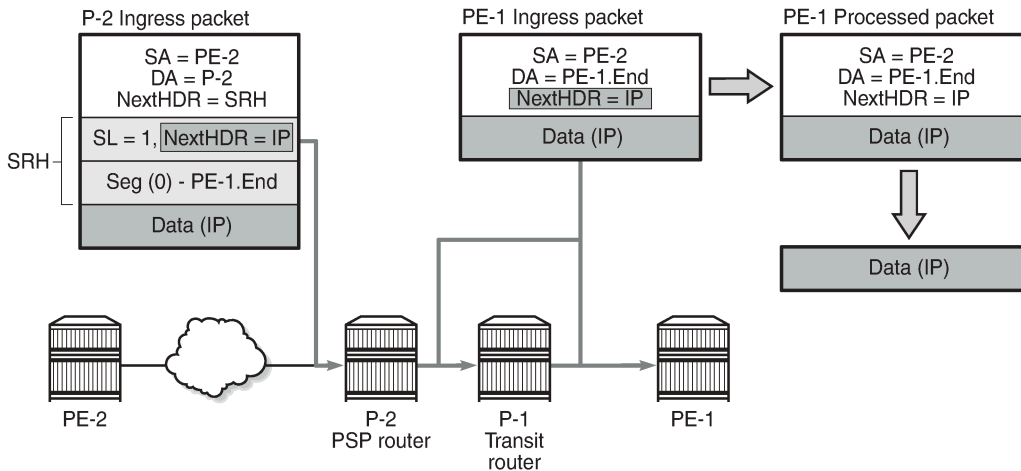 P-2 Ingress packet
SA = PE-2
DA = P-2
NextHDR = SRH
SRH
SL = 1, NextHDR = IP
Seg (0) - PE-1.End
Data (IP)
PE-1 Ingress packet
SA = PE-2
DA = PE-1.End
NextHDR = IP
Data (IP)
PE-1 Processed packet
SA = PE-2
DA = PE-1.End
NextHDR = IP
Data (IP)
Data (IP)
PE-2
P-2
PSP router
P-1
Transit
router
PE-1